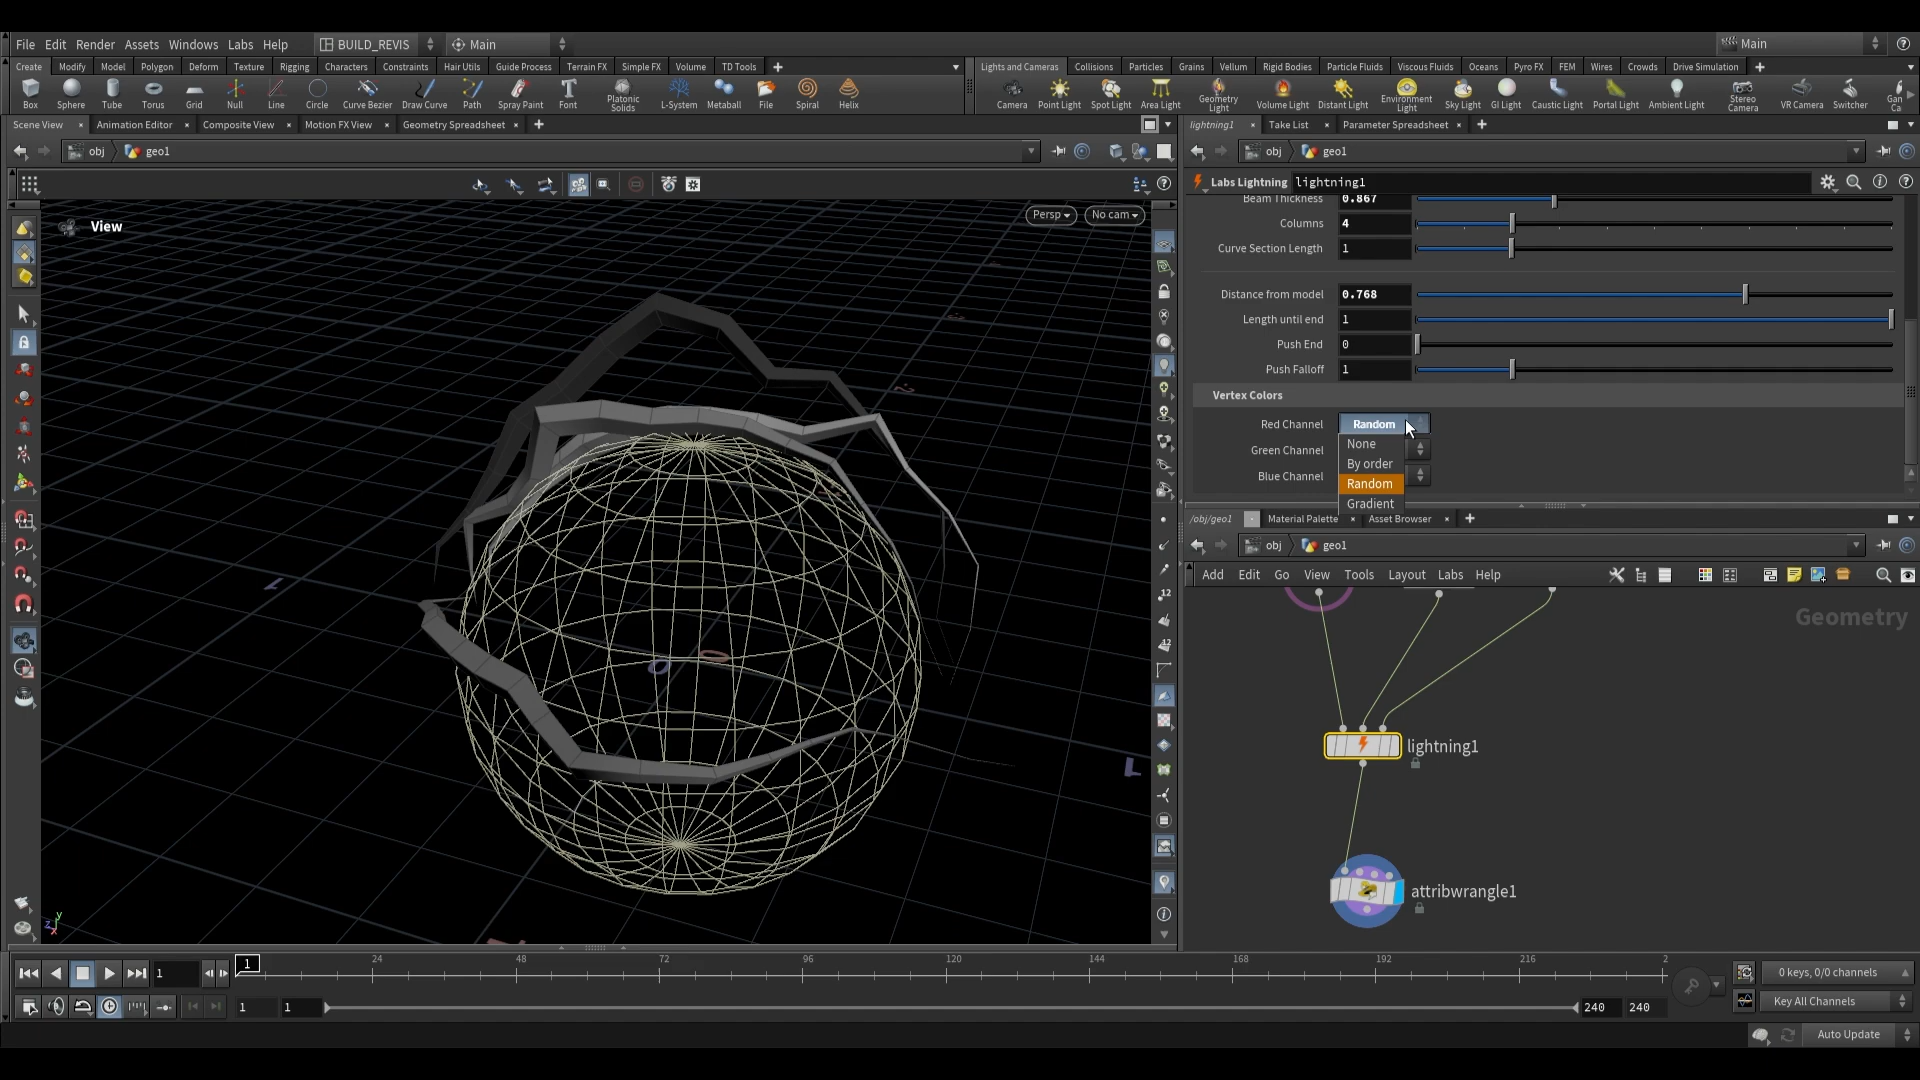 File Edit Render Assets Windows Labs Help BUILD_REVIS Main Main
Create Modify Model Polygon Deform Texture Rigging Characters Constraints Hair Utils Guide Process Terrain FX Simple FX Volume TD Tools
Lights and Cameras Collisions Particles Grains Vellum Rigid Bodies Particle Fluids Viscous Fluids Oceans Pyro FX FEM Wires Crowds Drive Simulation
Box Sphere Tube Torus Grid Null Line Circle Curve Bezier Draw Curve Path Spray Paint Font Platonic Solids L-System Metaball File Spiral Helix
Camera Point Light Spot Light Area Light Geometry Light Volume Light Distant Light Environment Light Sky Light GI Light Caustic Light Portal Light Ambient Light Stereo Camera VR Camera Switcher Gan Ca
Scene View Animation Editor Composite View Motion FX View Geometry Spreadsheet
lightning1 Take List Parameter Spreadsheet
obj geo1
obj geo1
Labs Lightning lightning1
View
Persp No cam
Beam Thickness 0.867
Columns 4
Curve Section Length 1
Distance from model 0.768
Length until end 1
Push End 0
Push Falloff 1
Vertex Colors
Red Channel Random
None
Green Channel
By order
Blue Channel
Random
Gradient
/obj/geo1 Material Palette Asset Browser
obj geo1
Add Edit Go View Tools Layout Labs Help
Geometry
lightning1
attribwrangle1
1 1 24 48 72 96 120 144 168 192 216 2
0 keys, 0/0 channels
1 1 240 240
Key All Channels
Auto Update